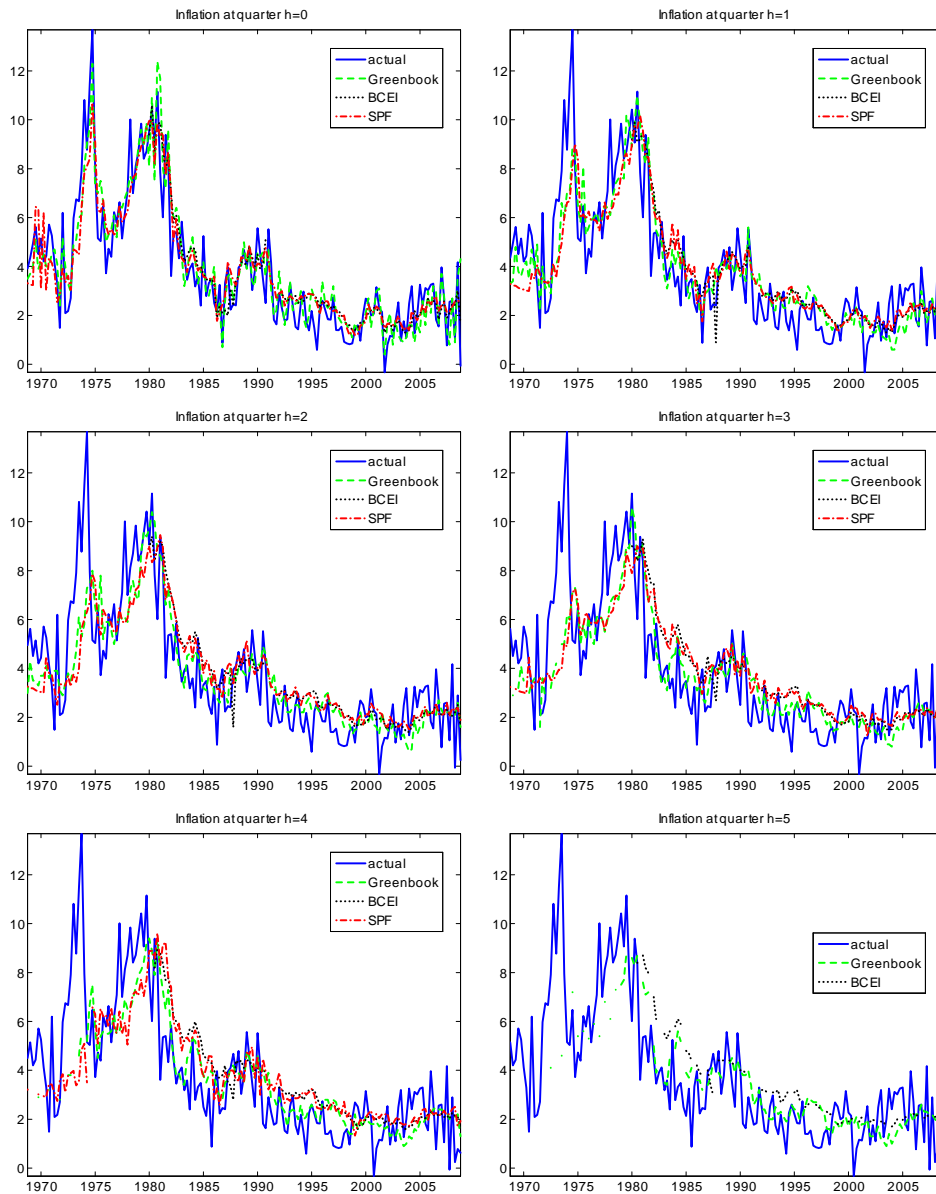 Inflation at quarter h=0
12
10
8
6
4
2
0
1970 1975 1980 1985 1990 1995 2000 2005
actual
Greenbook
BCEI
SPF
Inflation at quarter h=1
12
10
8
6
4
2
0
1970 1975 1980 1985 1990 1995 2000 2005
actual
Greenbook
BCEI
SPF
Inflation at quarter h=2
12
10
8
6
4
2
0
1970 1975 1980 1985 1990 1995 2000 2005
actual
Greenbook
BCEI
SPF
Inflation at quarter h=3
12
10
8
6
4
2
0
1970 1975 1980 1985 1990 1995 2000 2005
actual
Greenbook
BCEI
SPF
Inflation at quarter h=4
12
10
8
6
4
2
0
1970 1975 1980 1985 1990 1995 2000 2005
actual
Greenbook
BCEI
SPF
Inflation at quarter h=5
12
10
8
6
4
2
0
1970 1975 1980 1985 1990 1995 2000 2005
actual
Greenbook
BCEI